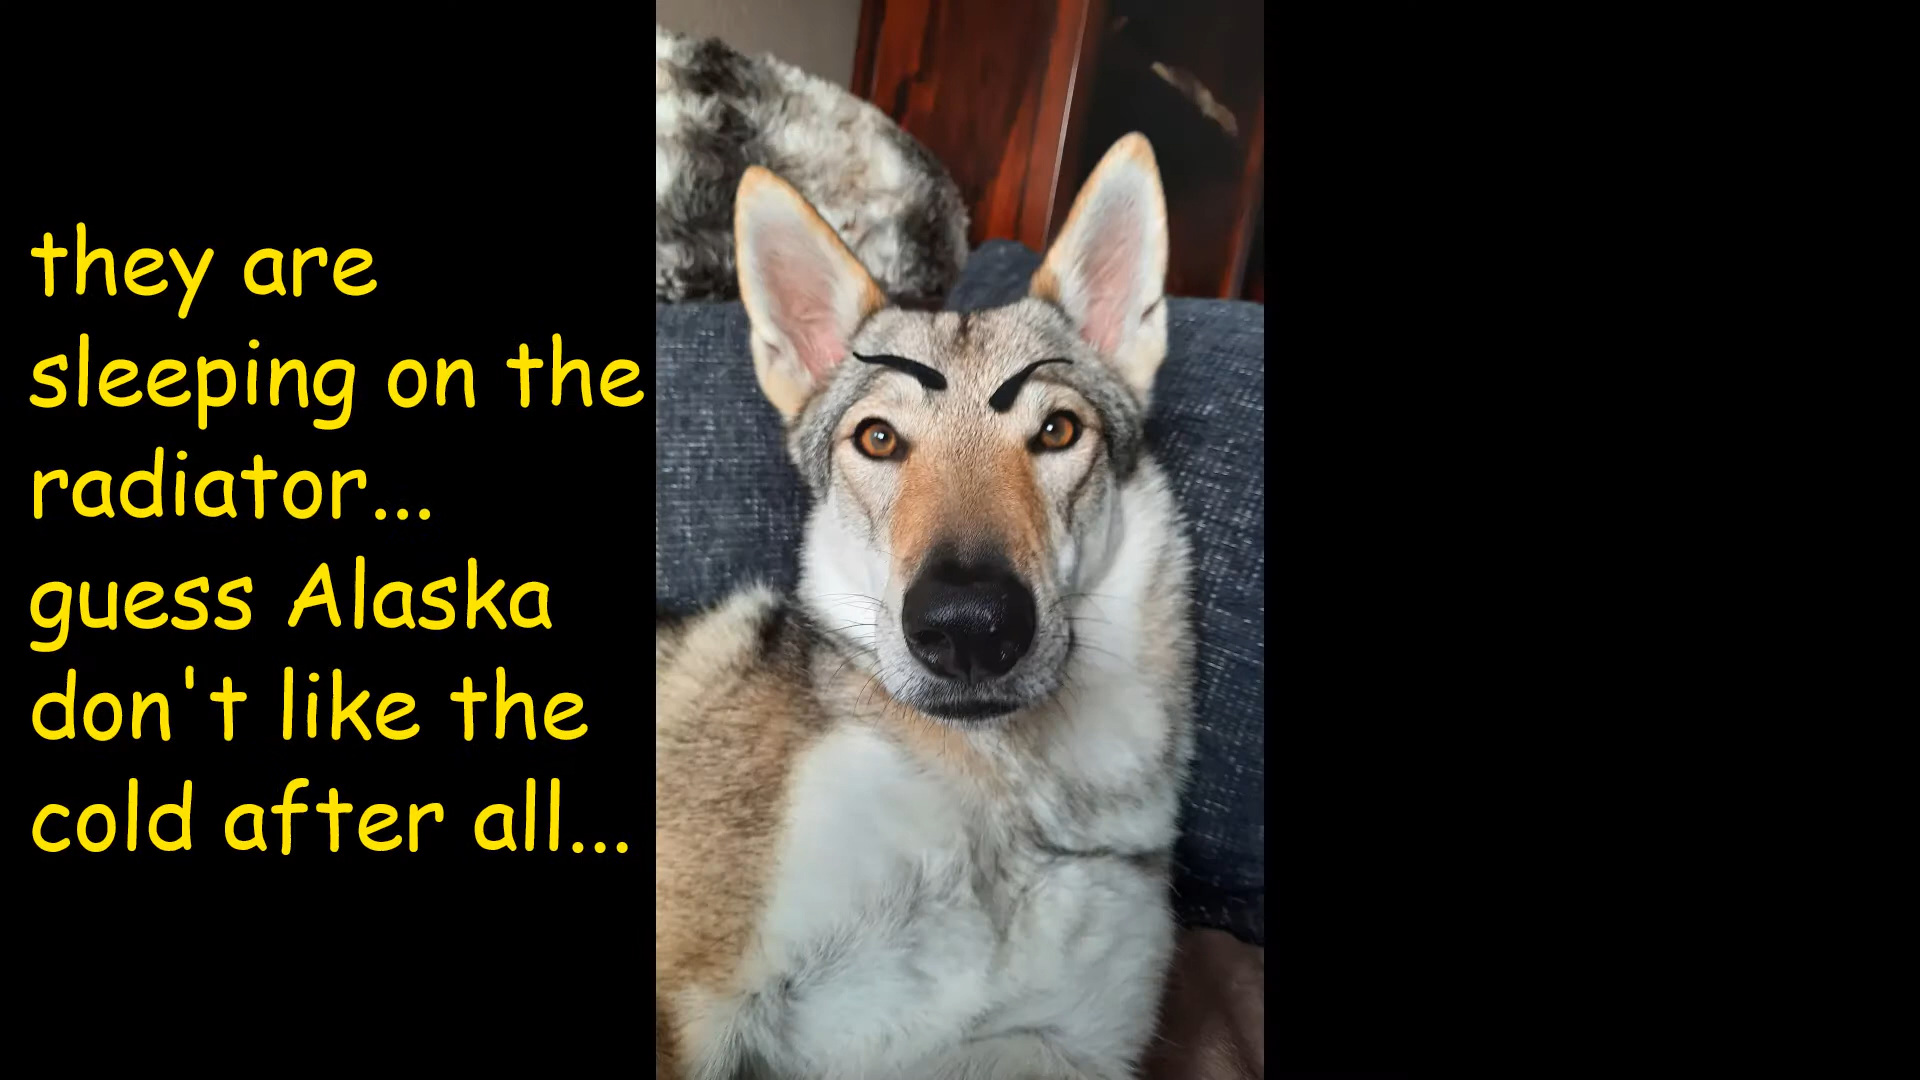 they are
sleeping on the
radiator...
guess Alaska
don't like the
cold after all...